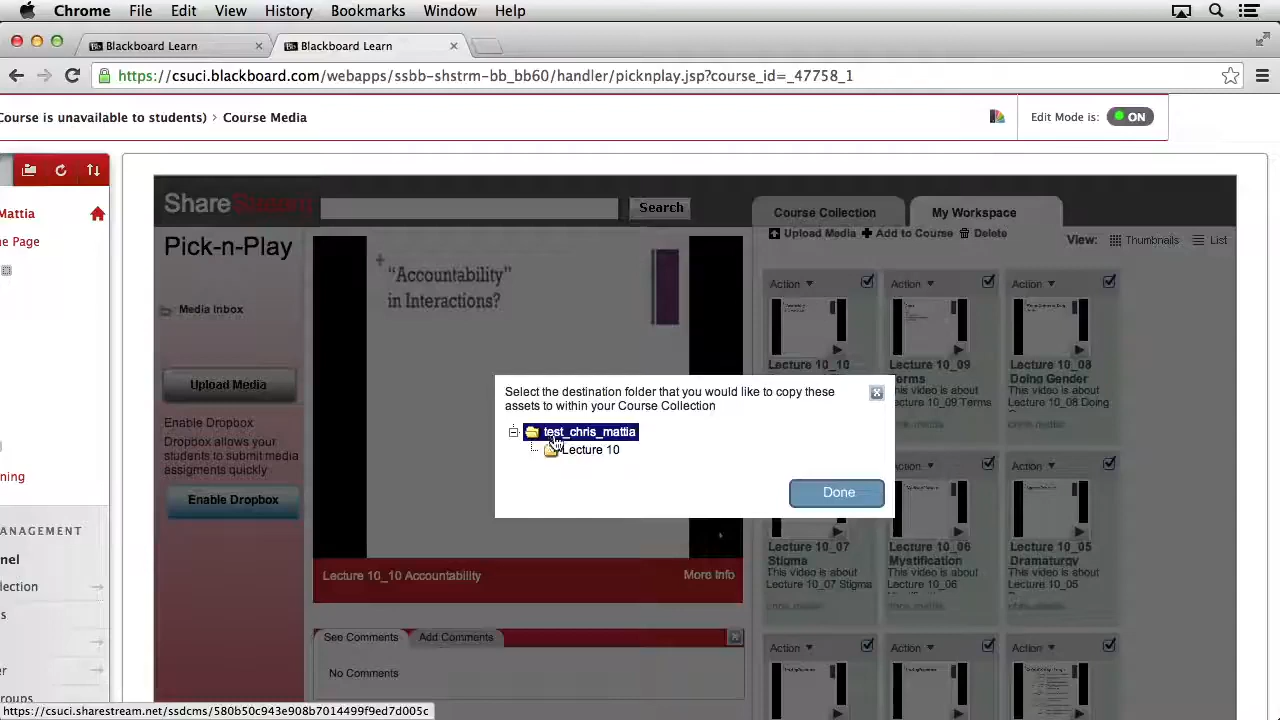 Chrome File Edit View History Bookmarks Window Help
Blackboard Learn
Blackboard Learn
https://csuci.blackboard.com/webapps/ssbb-shstrm-bb_bb60/handler/picknplay.jsp?course_id=_47758_1
Course is unavailable to students) > Course Media
Edit Mode is: ON
Mattia
ne Page
ning
ANAGEMENT
nel
llection
s
er
roups
ShareStream
Search
Pick-n-Play
Media Inbox
Upload Media
Enable Dropbox
Dropbox allows your
students to submit media
assigments quickly
Enable Dropbox
+
"Accountability"
in Interactions?
Lecture 10_10 Accountability
More Info
See Comments Add Comments
No Comments
Course Collection
My Workspace
Upload Media Add to Course Delete
View: Thumbnails List
Action Action Action
Lecture 10_10
Lecture 10_09
Terms
This video is about
Lecture 10_09 Terms
Lecture 10_08
Doing Gender
This video is about
Lecture 10_08 Doing
Select the destination folder that you would like to copy these
assets to within your Course Collection
test_chris_mattia
Lecture 10
Done
Action Action
Lecture 10_07
Stigma
This video is about
Lecture 10_07 Stigma
Lecture 10_06
Mystification
This video is about
Lecture 10_06
Lecture 10_05
Dramaturgy
This video is about
Lecture 10_05
Action Action Action
https://csuci.sharestream.net/ssdcms/580b50c943e908b70144999ed7d005c